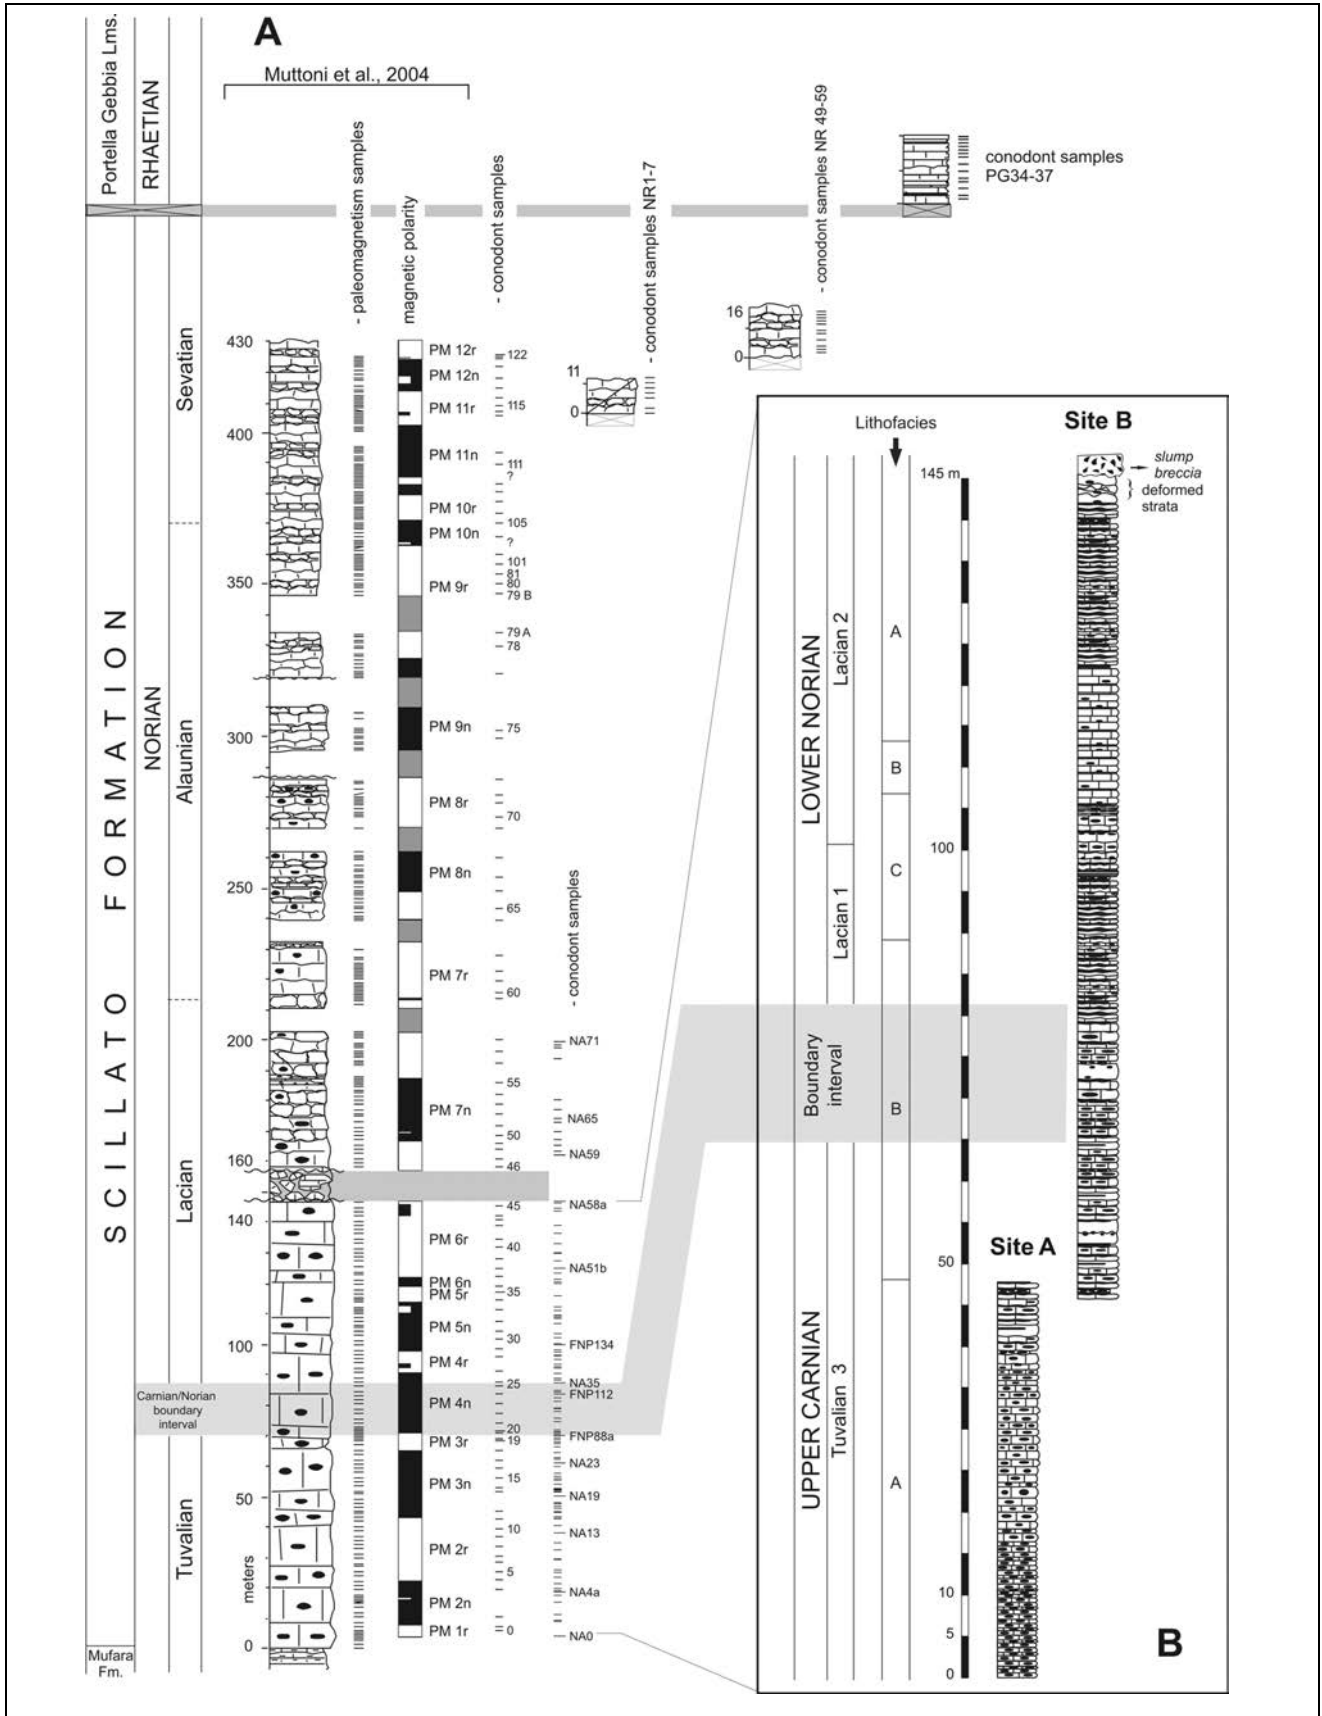 A
Muttoni et al., 2004
Portella Gebbia Lms.
RHAETIAN
- paleomagnetism samples
magnetic polarity
- conodont samples
- conodont samples NR1-7
- conodont samples NR 49-59
conodont samples
PG34-37
SCILLATO FORMATION
NORIAN
Sevatian
Alaunian
Lacian
Tuvalian
Carnian/Norian
boundary
interval
Mufara
Fm.
430
400
350
300
250
200
160
140
100
50
meters
0
PM 12r
PM 12n
PM 11r
PM 11n
PM 10r
PM 10n
PM 9r
PM 9n
PM 8r
PM 8n
PM 7r
PM 7n
PM 6r
PM 6n
PM 5r
PM 5n
PM 4r
PM 4n
PM 3r
PM 3n
PM 2r
PM 2n
PM 1r
122
115
111
?
105
?
101
81
80
79 B
79 A
78
75
70
65
60
55
50
46
45
40
35
30
25
20
19
15
10
5
0
- conodont samples
NA71
NA65
NA59
NA58a
NA51b
FNP134
NA35
FNP112
FNP88a
NA23
NA19
NA13
NA4a
NA0
11
0
16
0
Lithofacies
Site B
slump
breccia
deformed
strata
145 m
LOWER NORIAN
Lacian 2
Lacian 1
A
B
C
100
Boundary
interval
B
50
Site A
UPPER CARNIAN
Tuvalian 3
A
10
5
0
B